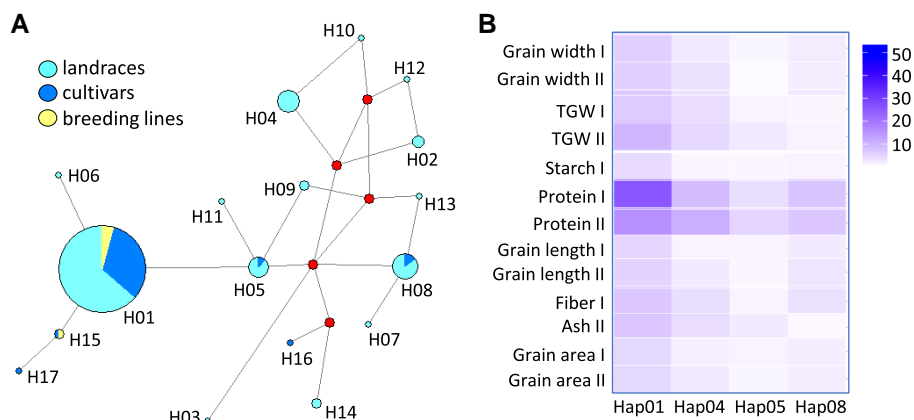 A
landraces
cultivars
breeding lines
H10
H12
H04
H02
H06
H09
H11
H13
H05
H08
H01
H15
H07
H16
H17
H03
H14
B
Grain width I
Grain width II
TGW I
TGW II
Starch I
Protein I
Protein II
Grain length I
Grain length II
Fiber I
Ash II
Grain area I
Grain area II
Hap01 Hap04 Hap05 Hap08
50
40
30
20
10